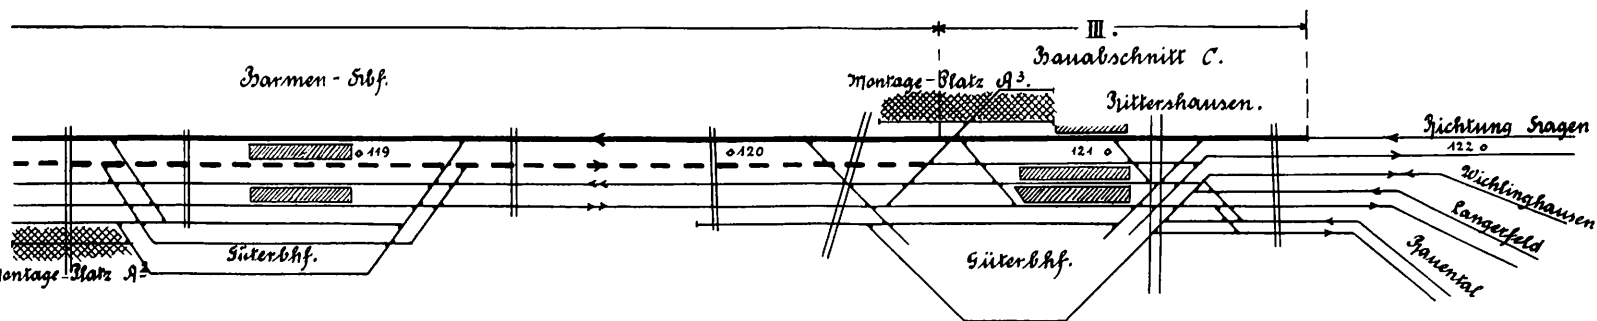 III.
Bauabschnitt C.
Barmen - Hbf.
Montage-Platz A³.
Rittershausen.
Richtung Hagen
119
120
121
122
Wichlinghausen
Langerfeld
Rauental
Güterbhf.
Güterbhf.
Montage-Platz A²